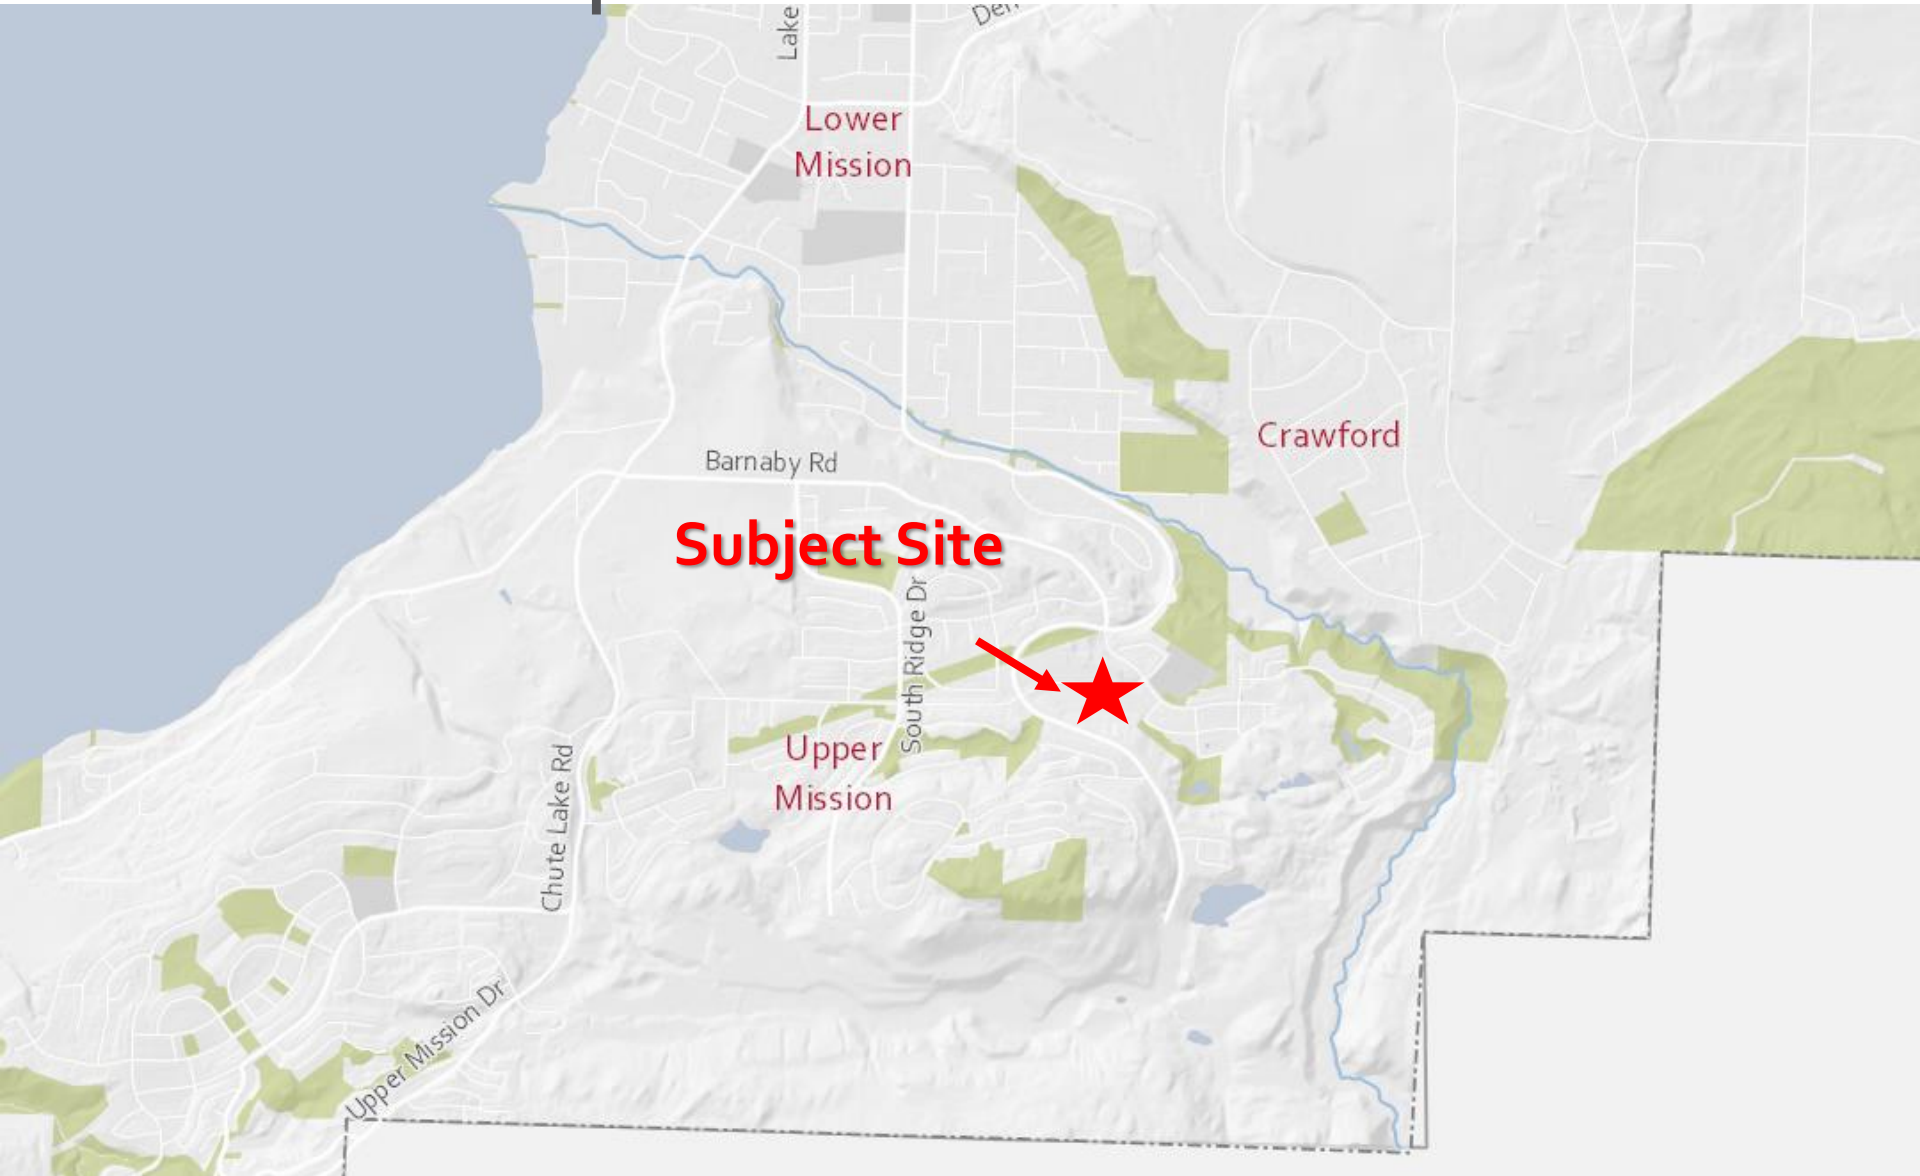 Lake
Lower
Mission
Crawford
Barnaby Rd
Subject Site
South Ridge Dr
Upper
Mission
Chute Lake Rd
Upper Mission Dr